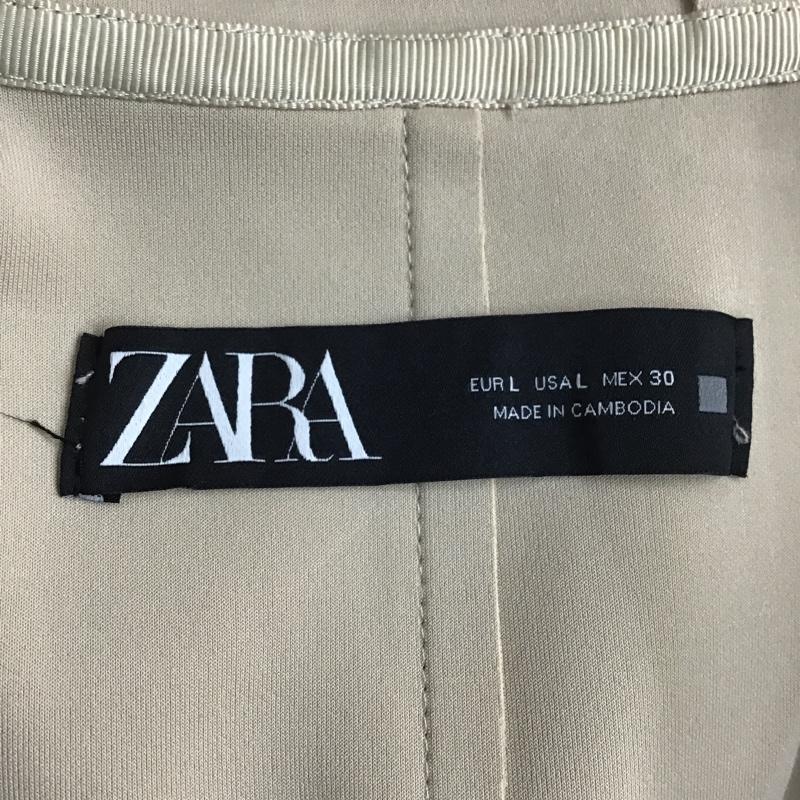 ZARA
EUR L USA L MEX 30
MADE IN CAMBODIA